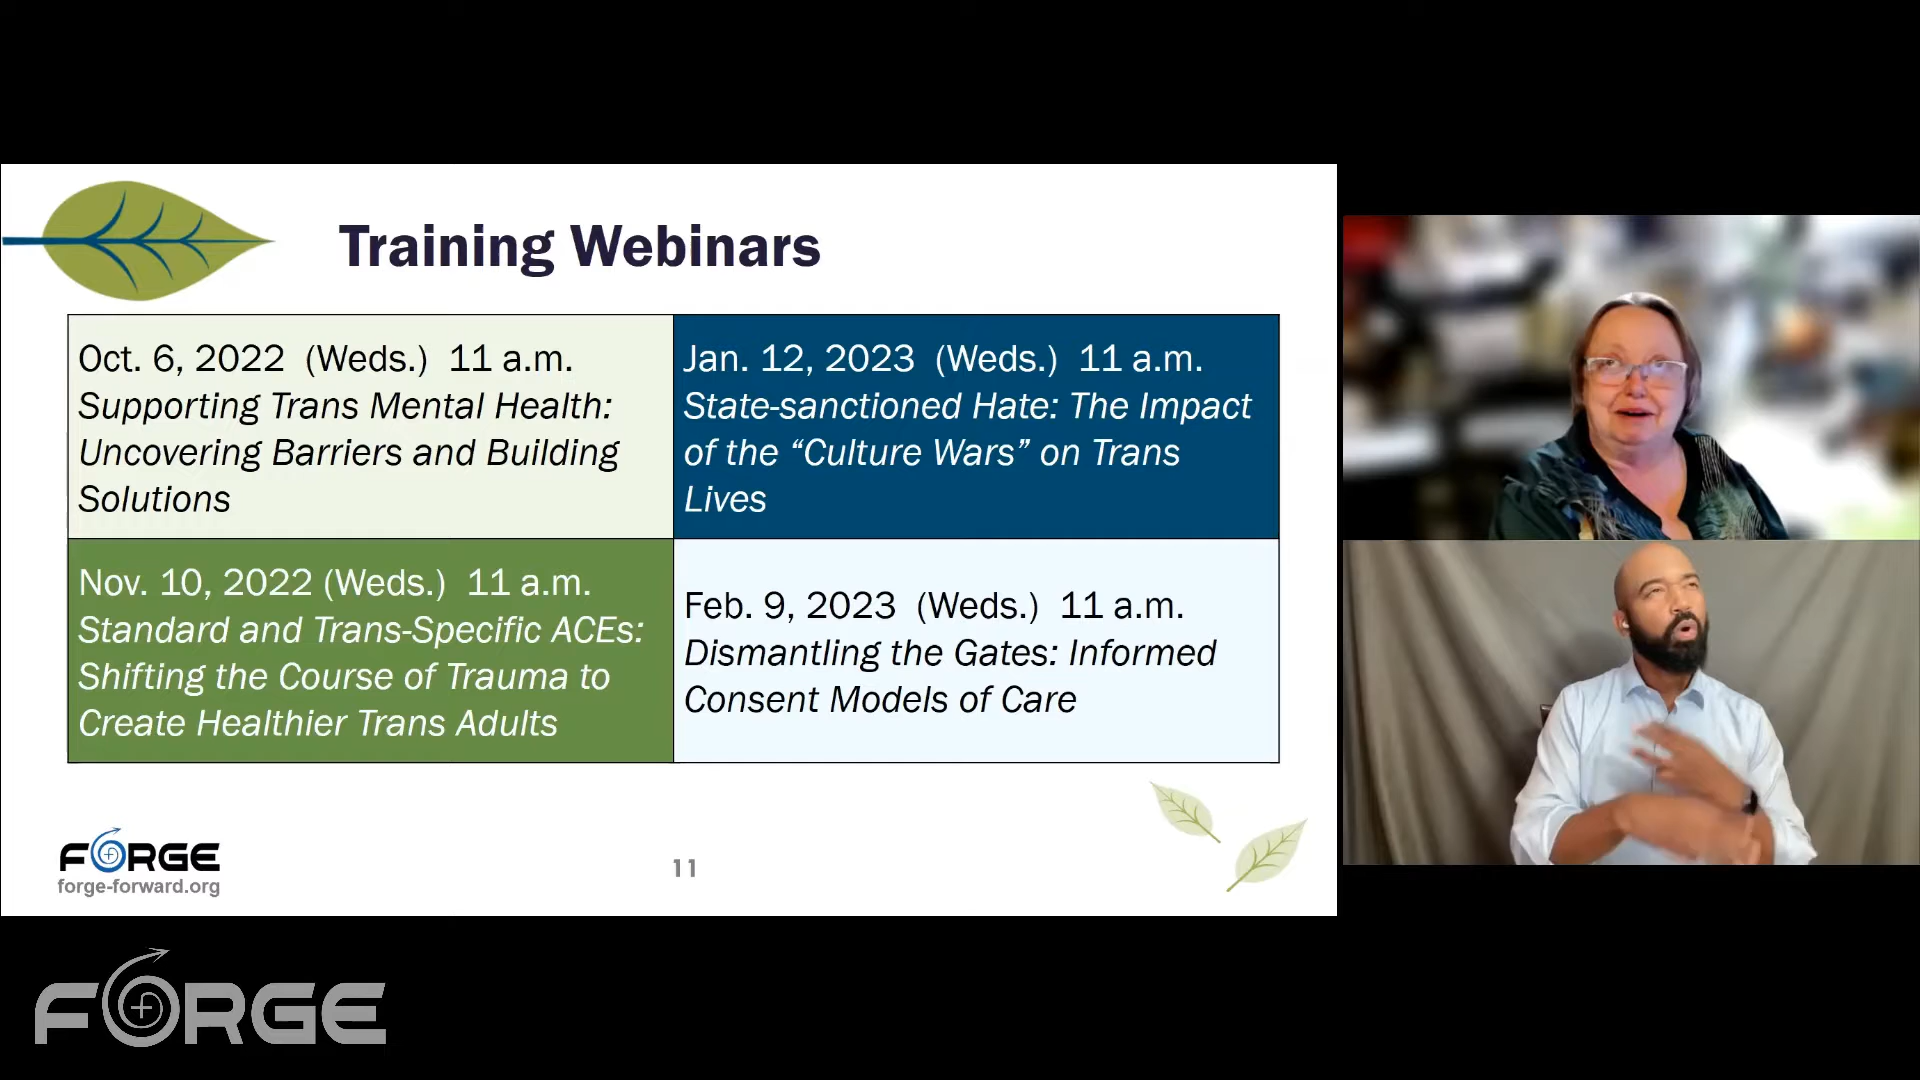 Training Webinars
Oct. 6, 2022 (Weds.) 11 a.m.
Supporting Trans Mental Health:
Uncovering Barriers and Building
Solutions
Jan. 12, 2023 (Weds.) 11 a.m.
State-sanctioned Hate: The Impact
of the “Culture Wars” on Trans
Lives
Nov. 10, 2022 (Weds.) 11 a.m.
Standard and Trans-Specific ACEs:
Shifting the Course of Trauma to
Create Healthier Trans Adults
Feb. 9, 2023 (Weds.) 11 a.m.
Dismantling the Gates: Informed
Consent Models of Care
FORGE
forge-forward.org
11
FORGE